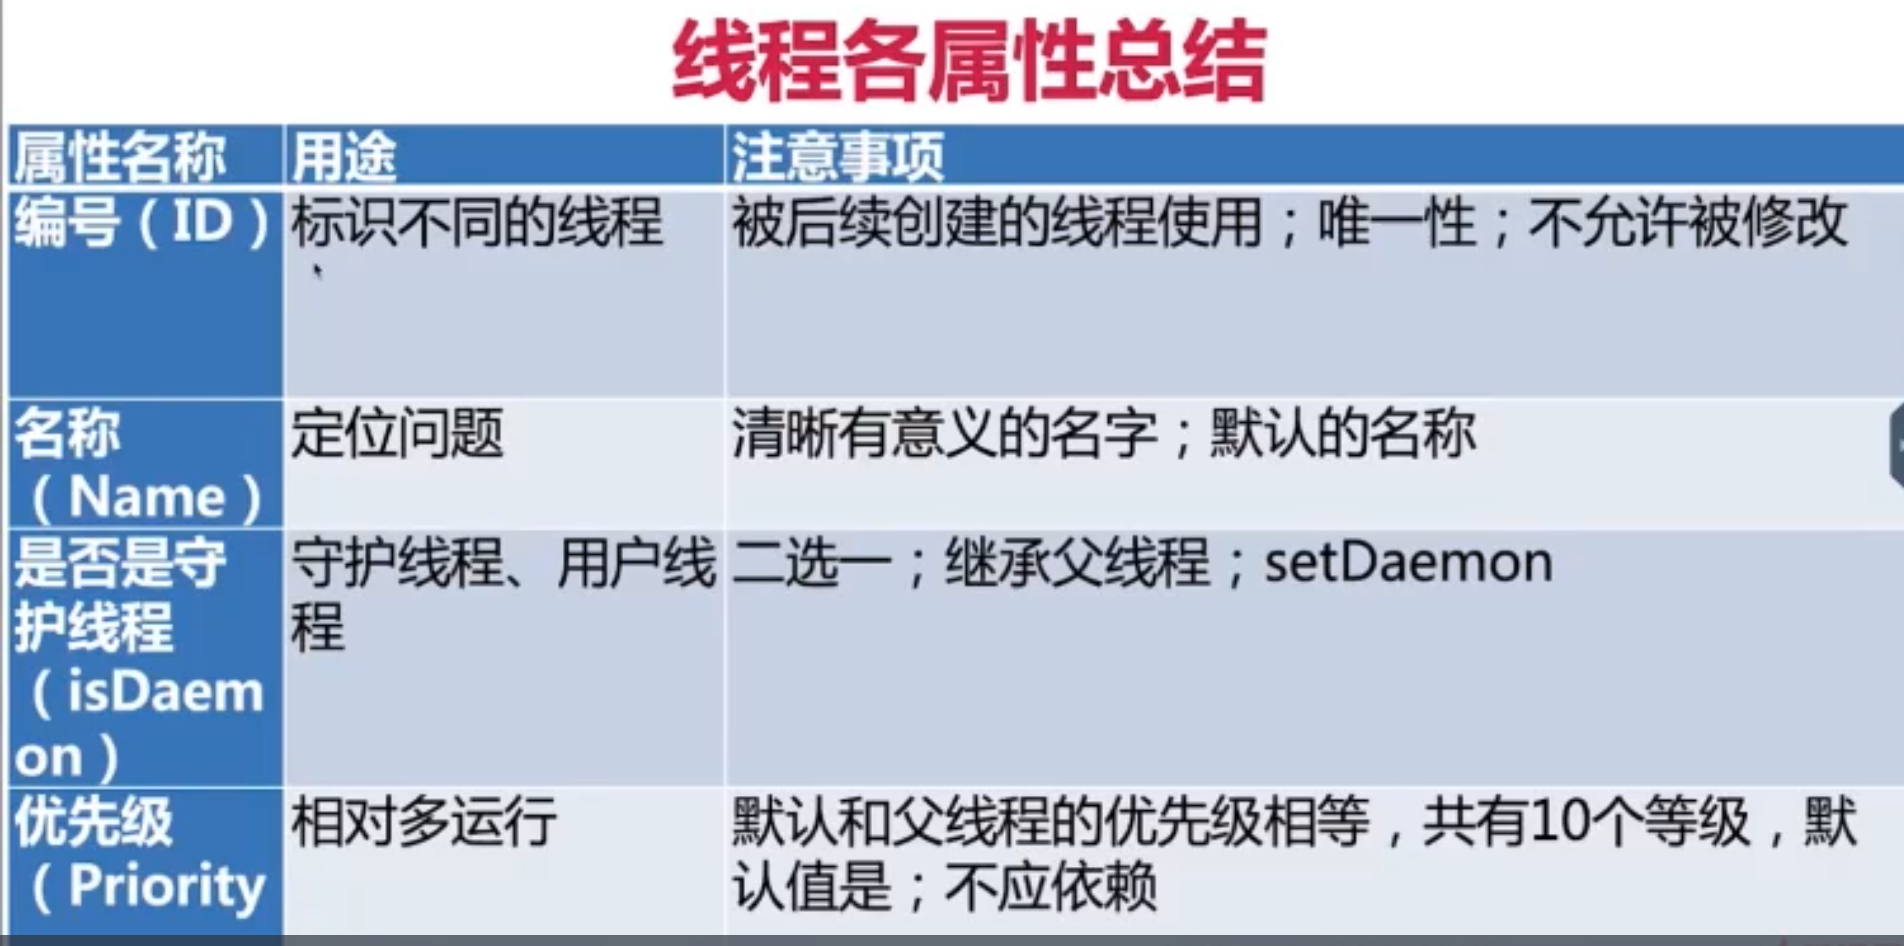 线程各属性总结
属性名称 用途 注意事项
编号（ID） 标识不同的线程 被后续创建的线程使用；唯一性；不允许被修改
名称
（Name）
定位问题 清晰有意义的名字；默认的名称
是否是守
护线程
（isDaem
on）
守护线程、用户线
程
二选一；继承父线程；setDaemon
优先级
（Priority
相对多运行
默认和父线程的优先级相等，共有10个等级，默
认值是；不应依赖